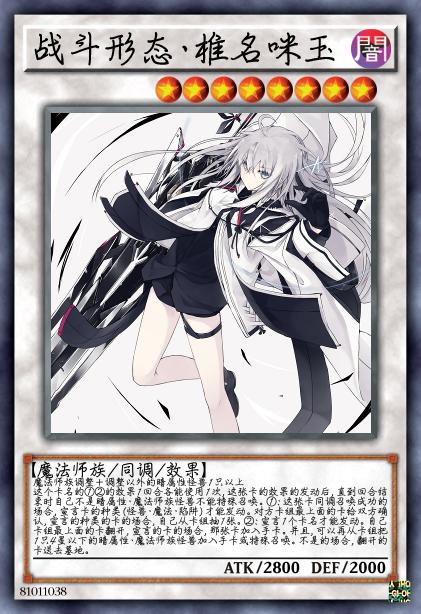 战斗形态·椎名咪玉
闇
【魔法师族/同调/效果】
魔法师族调整+调整以外的暗属性怪兽1只以上
这个卡名的①②的效果1回合各能使用1次,这张卡的效果的发动后,直到回合结
束时自己不是暗属性·魔法师族怪兽不能特殊召唤。①:这张卡同调召唤成功的
场合,宣言卡的种类(怪兽·魔法·陷阱)才能发动。对方卡组最上面的卡给双方确
认,宣言的种类的卡的场合,自己从卡组抽1张。②:宣言1个卡名才能发动。自己
卡组最上面的卡翻开,宣言的卡的场合,那张卡加入手卡。并且,可以再从卡组把
1只4星以下的暗属性·魔法师族怪兽加入手卡或特殊召唤。不是的场合,翻开的
卡送去墓地。
ATK/2800 DEF/2000
81011038